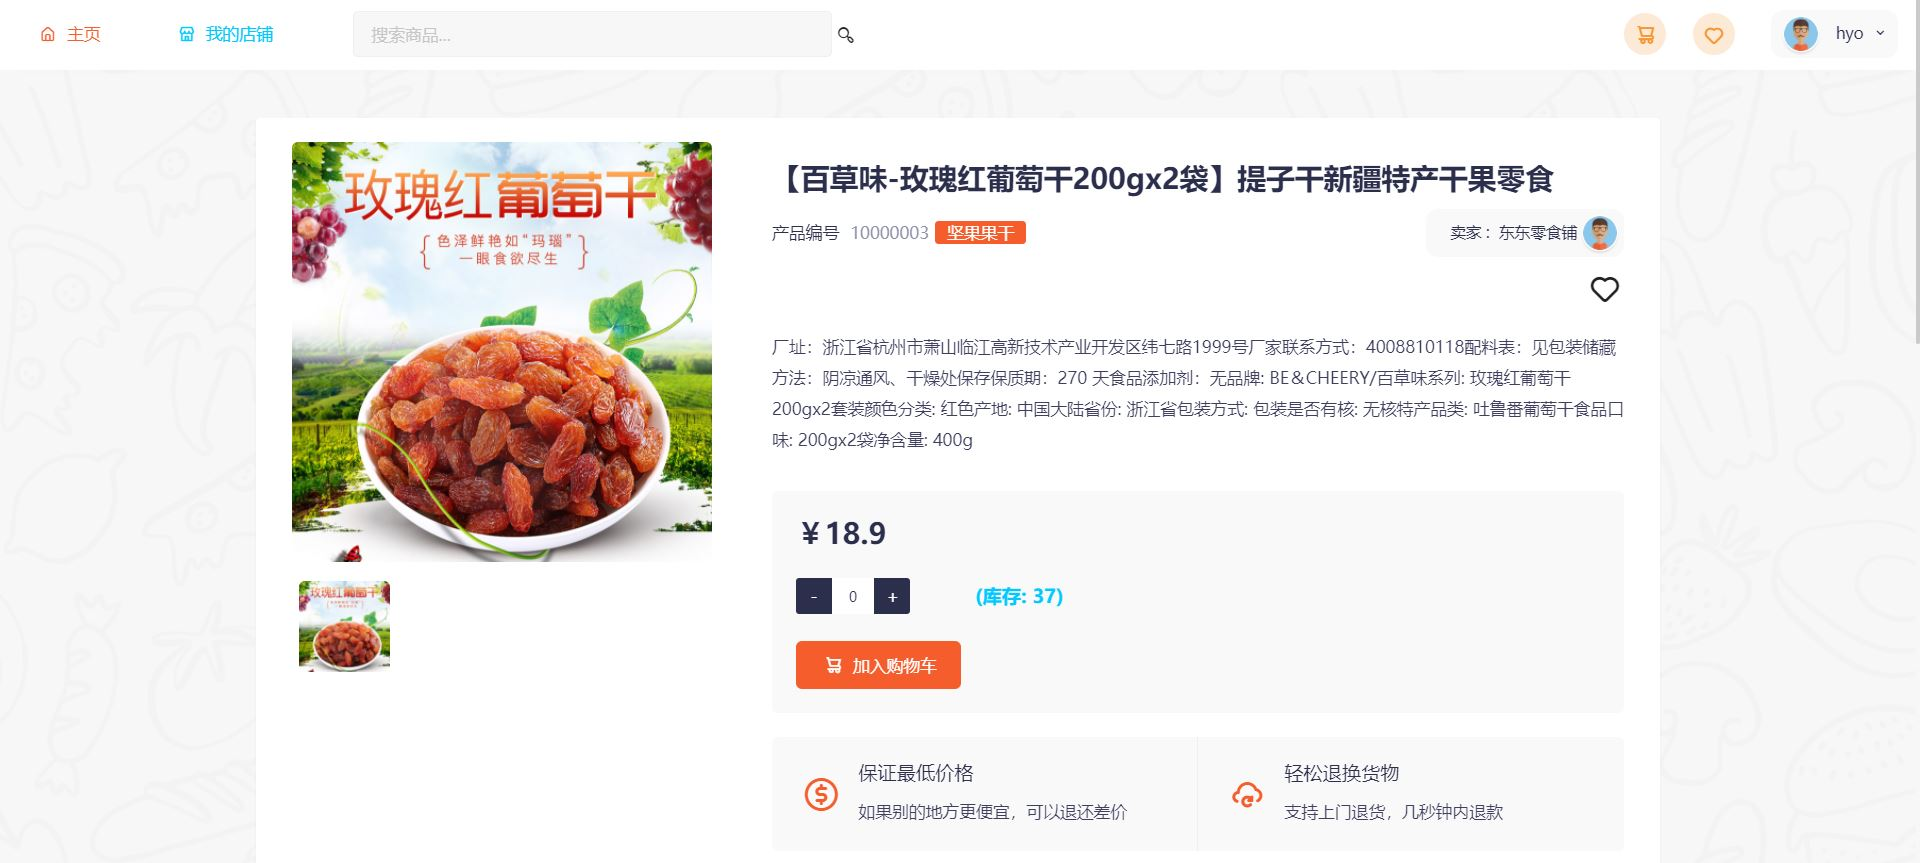 主页
我的店铺
搜索商品...
hyo
玫瑰红葡萄干
色泽鲜艳如“玛瑙”
一眼食欲尽生
【百草味-玫瑰红葡萄干200gx2袋】提子干新疆特产干果零食
产品编号 10000003 坚果果干
卖家：东东零食铺
厂址：浙江省杭州市萧山临江高新技术产业开发区纬七路1999号厂家联系方式：4008810118配料表：见包装储藏
方法：阴凉通风、干燥处保存保质期：270 天食品添加剂：无品牌: BE&CHEERY/百草味系列: 玫瑰红葡萄干
200gx2套装颜色分类: 红色产地: 中国大陆省份: 浙江省包装方式: 包装是否有核: 无核特产品类: 吐鲁番葡萄干食品口
味: 200gx2袋净含量: 400g
¥18.9
- 0 +
(库存: 37)
加入购物车
玫瑰红葡萄干
保证最低价格
如果别的地方更便宜，可以退还差价
轻松退换货物
支持上门退货，几秒钟内退款